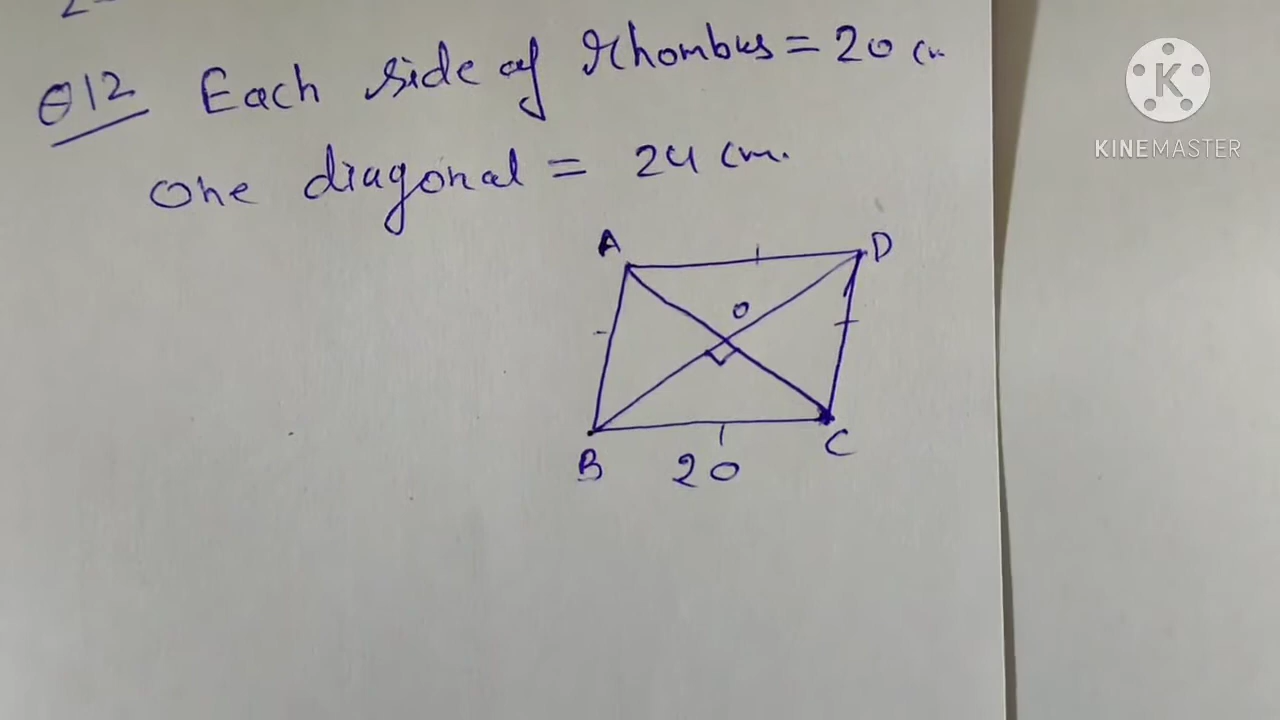 Q12 Each side of rhombus = 20 cm
One diagonal = 24 cm.
A
D
O
B
20
C
K
KINEMASTER